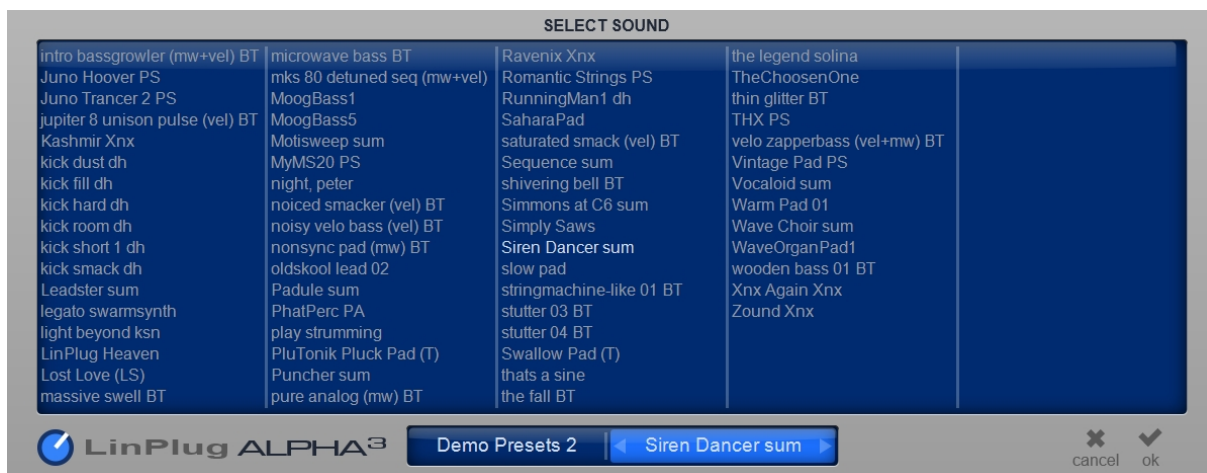 SELECT SOUND
intro bassgrowler (mw+vel) BT
Juno Hoover PS
Juno Trancer 2 PS
jupiter 8 unison pulse (vel) BT
Kashmir Xnx
kick dust dh
kick fill dh
kick hard dh
kick room dh
kick short 1 dh
kick smack dh
Leadster sum
legato swarmsynth
light beyond ksn
LinPlug Heaven
Lost Love (LS)
massive swell BT
microwave bass BT
mks 80 detuned seq (mw+vel)
MoogBass1
MoogBass5
Motisweep sum
MyMS20 PS
night, peter
noiced smacker (vel) BT
noisy velo bass (vel) BT
nonsync pad (mw) BT
oldskool lead 02
Padule sum
PhatPerc PA
play strumming
PluTonik Pluck Pad (T)
Puncher sum
pure analog (mw) BT
Ravenix Xnx
Romantic Strings PS
RunningMan1 dh
SaharaPad
saturated smack (vel) BT
Sequence sum
shivering bell BT
Simmons at C6 sum
Simply Saws
Siren Dancer sum
slow pad
stringmachine-like 01 BT
stutter 03 BT
stutter 04 BT
Swallow Pad (T)
thats a sine
the fall BT
the legend solina
TheChoosenOne
thin glitter BT
THX PS
velo zapperbass (vel+mw) BT
Vintage Pad PS
Vocaloid sum
Warm Pad 01
Wave Choir sum
WaveOrganPad1
wooden bass 01 BT
Xnx Again Xnx
Zound Xnx
LinPlug ALPHA3
Demo Presets 2
Siren Dancer sum
cancel
ok